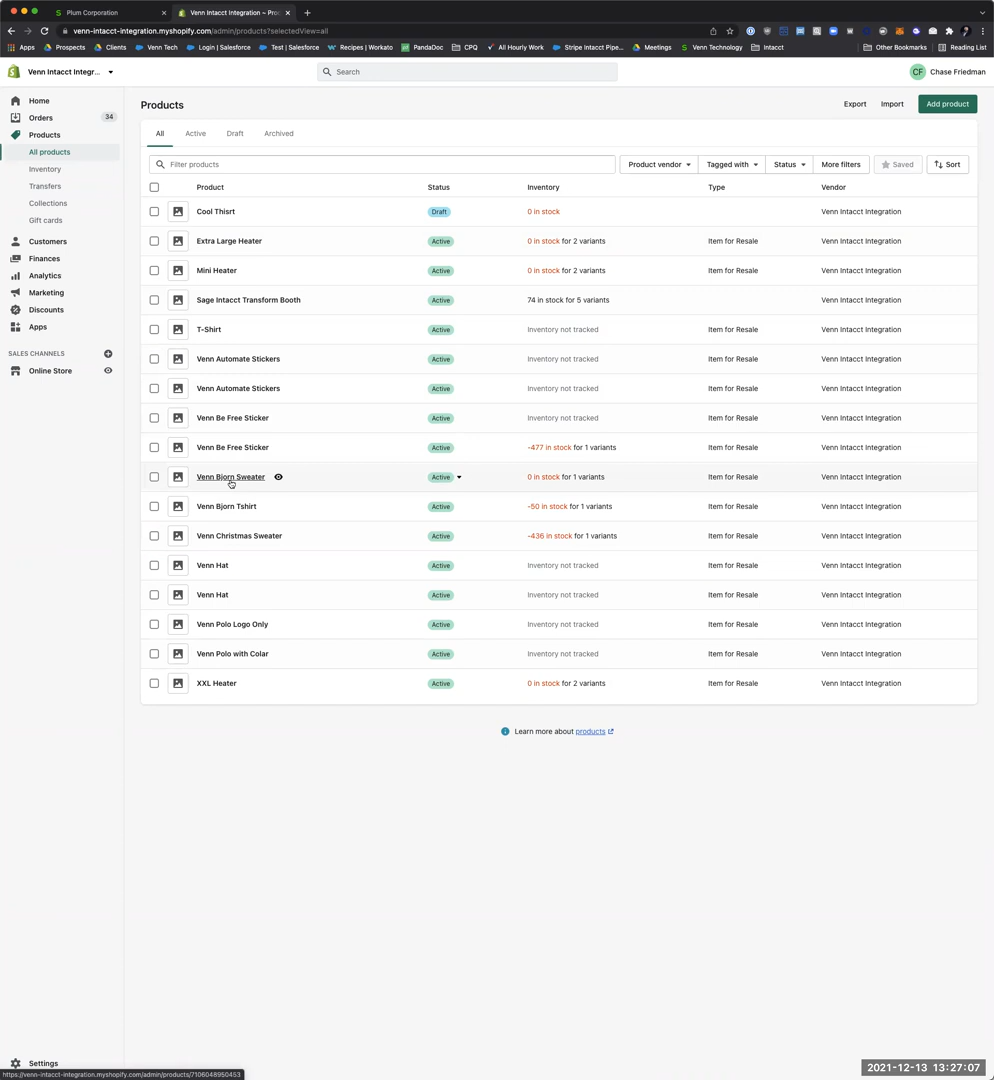 Plum Corporation
Venn Intacct Integration ~ Pro
venn-intacct-integration.myshopify.com/admin/products?selectedView=all
Apps Prospects Clients Venn Tech Login | Salesforce Test | Salesforce Recipes | Workato PandaDoc CPQ All Hourly Work Stripe Intacct Pipe... Meetings Venn Technology Intacct Other Bookmarks Reading List
Venn Intacct Integr...
Search
CF Chase Friedman
Home
Orders 34
Products
All products
Inventory
Transfers
Collections
Gift cards
Customers
Finances
Analytics
Marketing
Discounts
Apps
SALES CHANNELS
Online Store
Settings
Products
Export Import Add product
All Active Draft Archived
Filter products Product vendor Tagged with Status More filters Saved Sort
Product Status Inventory Type Vendor
Cool Thisrt Draft 0 in stock Venn Intacct Integration
Extra Large Heater Active 0 in stock for 2 variants Item for Resale Venn Intacct Integration
Mini Heater Active 0 in stock for 2 variants Item for Resale Venn Intacct Integration
Sage Intacct Transform Booth Active 74 in stock for 5 variants Venn Intacct Integration
T-Shirt Active Inventory not tracked Item for Resale Venn Intacct Integration
Venn Automate Stickers Active Inventory not tracked Item for Resale Venn Intacct Integration
Venn Automate Stickers Active Inventory not tracked Item for Resale Venn Intacct Integration
Venn Be Free Sticker Active Inventory not tracked Item for Resale Venn Intacct Integration
Venn Be Free Sticker Active -477 in stock for 1 variants Item for Resale Venn Intacct Integration
Venn Bjorn Sweater Active 0 in stock for 1 variants Item for Resale Venn Intacct Integration
Venn Bjorn Tshirt Active -50 in stock for 1 variants Item for Resale Venn Intacct Integration
Venn Christmas Sweater Active -436 in stock for 1 variants Item for Resale Venn Intacct Integration
Venn Hat Active Inventory not tracked Item for Resale Venn Intacct Integration
Venn Hat Active Inventory not tracked Item for Resale Venn Intacct Integration
Venn Polo Logo Only Active Inventory not tracked Item for Resale Venn Intacct Integration
Venn Polo with Colar Active Inventory not tracked Item for Resale Venn Intacct Integration
XXL Heater Active 0 in stock for 2 variants Item for Resale Venn Intacct Integration
Learn more about products
https://venn-intacct-integration.myshopify.com/admin/products/7106048950453
2021-12-13 13:27:07